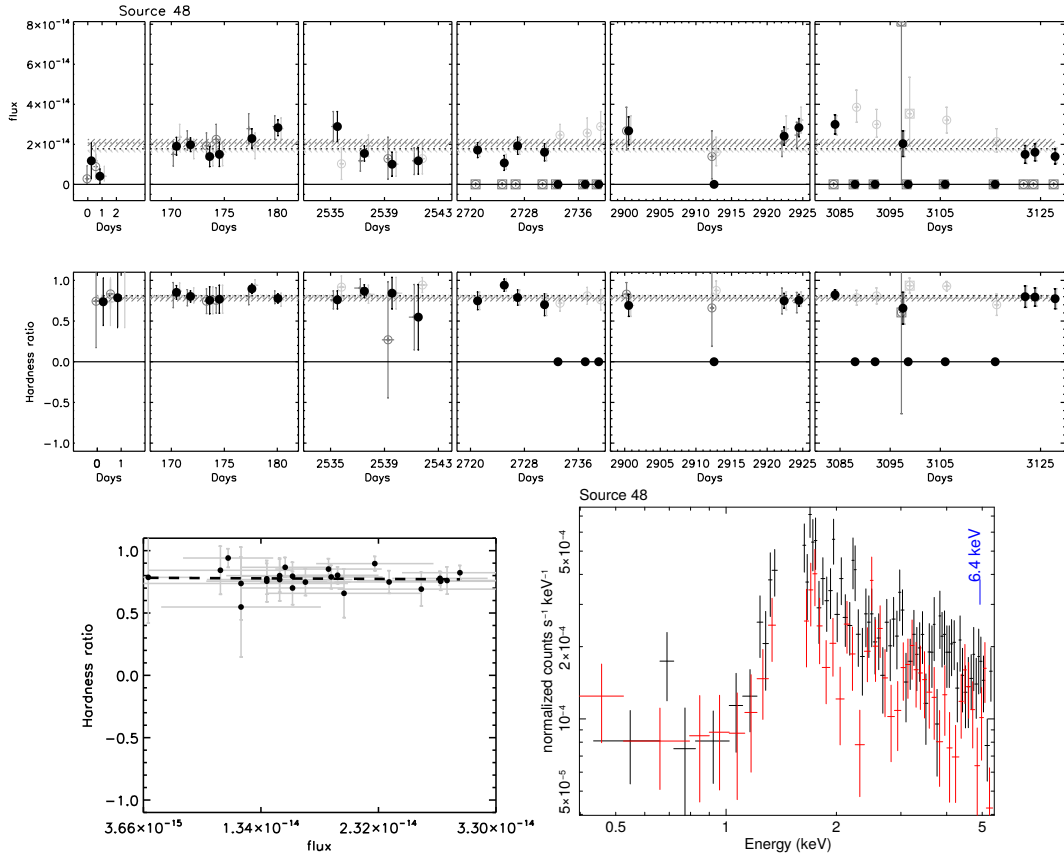 Source 48
flux
8×10⁻¹⁴
6×10⁻¹⁴
4×10⁻¹⁴
2×10⁻¹⁴
0
0 1 2
170 175 180
2535 2539 2543
2721 2728 2736
2900 2905 2910 2915 2920 2925
3085 3095 3105 3125
Days Days Days Days Days Days
Hardness ratio
1.0
0.5
0.0
−0.5
−1.0
0 1
170 175 180
2535 2539 2543
2721 2728 2736
2900 2905 2910 2915 2920 2925
3085 3095 3105 3125
Days Days Days Days Days Days
Hardness ratio
1.0
0.5
0.0
−0.5
−1.0
3.66×10⁻¹⁵ 1.34×10⁻¹⁴ 2.32×10⁻¹⁴ 3.30×10⁻¹⁴
flux
Source 48
normalized counts s⁻¹ keV⁻¹
5×10⁻⁴
2×10⁻⁴
10⁻⁴
5×10⁻⁵
6.4 keV
0.5 1 2 5
Energy (keV)